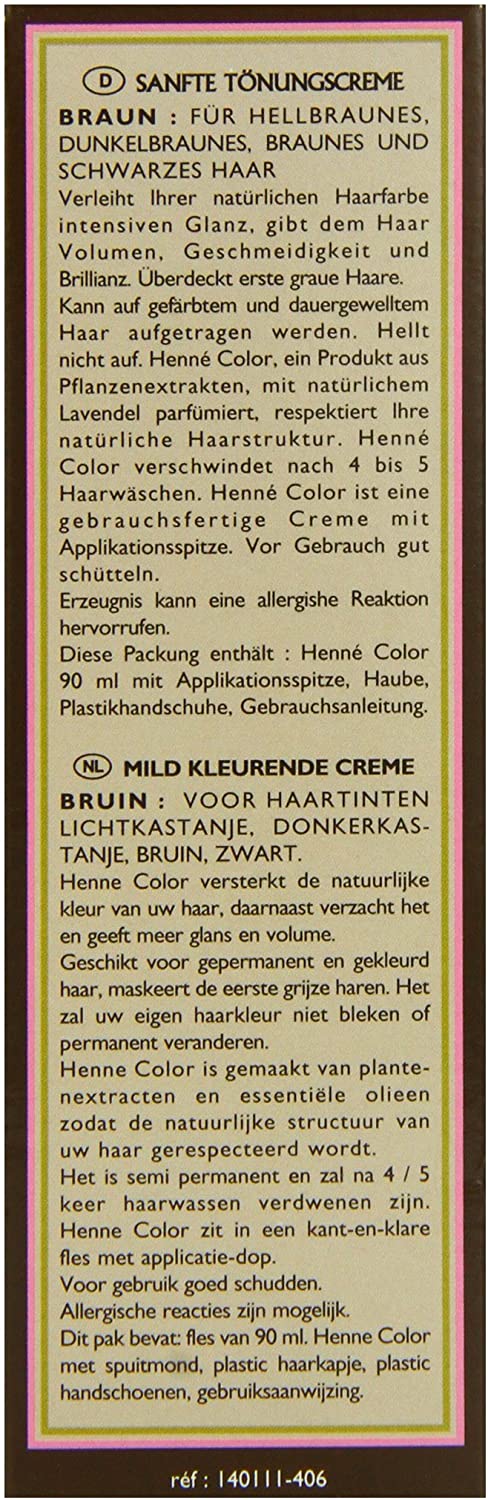 D SANFTE TÖNUNGSCREME
BRAUN : FÜR HELLBRAUNES,
DUNKELBRAUNES, BRAUNES UND
SCHWARZES HAAR
Verleiht Ihrer natürlichen Haarfarbe
intensiven Glanz, gibt dem Haar
Volumen, Geschmeidigkeit und
Brillianz. Überdeckt erste graue Haare.
Kann auf gefärbtem und dauergewelltem
Haar aufgetragen werden. Hellt
nicht auf. Henné Color, ein Produkt aus
Pflanzenextrakten, mit natürlichem
Lavendel parfümiert, respektiert Ihre
natürliche Haarstruktur. Henné
Color verschwindet nach 4 bis 5
Haarwäschen. Henné Color ist eine
gebrauchsfertige Creme mit
Applikationsspitze. Vor Gebrauch gut
schütteln.
Erzeugnis kann eine allergishe Reaktion
hervorrufen.
Diese Packung enthält : Henné Color
90 ml mit Applikationsspitze, Haube,
Plastikhandschuhe, Gebrauchsanleitung.
NL MILD KLEURENDE CREME
BRUIN : VOOR HAARTINTEN
LICHTKASTANJE, DONKERKAS-
TANJE, BRUIN, ZWART.
Henne Color versterkt de natuurlijke
kleur van uw haar, daarnaast verzacht het
en geeft meer glans en volume.
Geschikt voor gepermanent en gekleurd
haar, maskeert de eerste grijze haren. Het
zal uw eigen haarkleur niet bleken of
permanent veranderen.
Henne Color is gemaakt van plante-
nextracten en essentiële olieen
zodat de natuurlijke structuur van
uw haar gerespecteerd wordt.
Het is semi permanent en zal na 4 / 5
keer haarwassen verdwenen zijn.
Henne Color zit in een kant-en-klare
fles met applicatie-dop.
Voor gebruik goed schudden.
Allergische reacties zijn mogelijk.
Dit pak bevat: fles van 90 ml. Henne Color
met spuitmond, plastic haarkapje, plastic
handschoenen, gebruiksaanwijzing.
réf : 140111-406